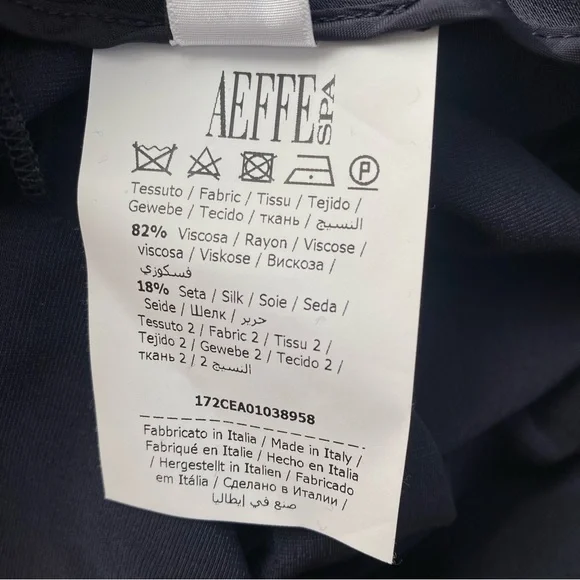 AEFFE SPA
P
Tessuto / Fabric / Tissu / Tejido /
Gewebe / Tecido / ткань / النسيج
82% Viscosa / Rayon / Viscose /
viscosa / Viskose / Вискоза /
فسكوزي
18% Seta / Silk / Soie / Seda /
Seide / Шелк / حرير
Tessuto 2 / Fabric 2 / Tissu 2 /
Tejido 2 / Gewebe 2 / Tecido 2 /
ткань 2 / النسيج 2
172CEA01038958
Fabbricato in Italia / Made in Italy /
Fabriqué en Italie / Hecho en Italia
/ Hergestellt in Italien / Fabricado
em Itália / Сделано в Италии /
صنع في إيطاليا